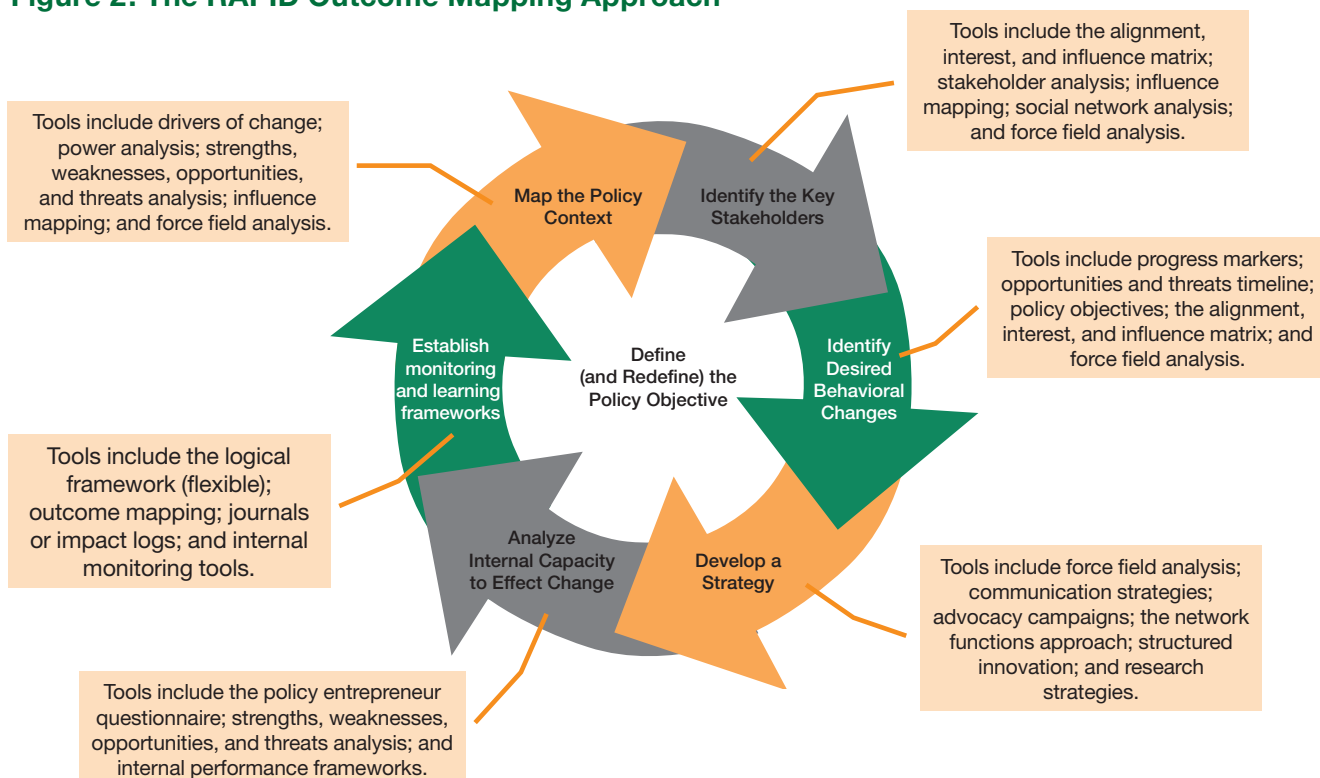 Figure 2. The RAPID Outcome Mapping Approach
Tools include the alignment,
interest, and influence matrix;
stakeholder analysis; influence
mapping; social network analysis;
and force field analysis.
Tools include drivers of change;
power analysis; strengths,
weaknesses, opportunities,
and threats analysis; influence
mapping; and force field analysis.
Map the Policy
Context
Identify the Key
Stakeholders
Tools include progress markers;
opportunities and threats timeline;
policy objectives; the alignment,
interest, and influence matrix; and
force field analysis.
Establish
monitoring
and learning
frameworks
Define
(and Redefine) the
Policy Objective
Identify
Desired
Behavioral
Changes
Tools include the logical
framework (flexible);
outcome mapping; journals
or impact logs; and internal
monitoring tools.
Analyze
Internal Capacity
to Effect Change
Develop a
Strategy
Tools include force field analysis;
communication strategies;
advocacy campaigns; the network
functions approach; structured
innovation; and research
strategies.
Tools include the policy entrepreneur
questionnaire; strengths, weaknesses,
opportunities, and threats analysis; and
internal performance frameworks.